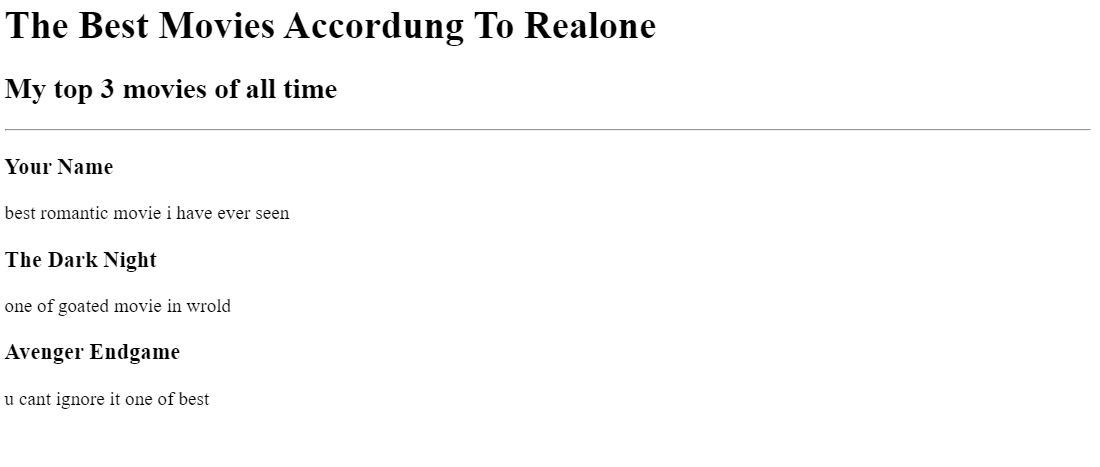 The Best Movies Accordung To Realone
My top 3 movies of all time
Your Name
best romantic movie i have ever seen
The Dark Night
one of goated movie in wrold
Avenger Endgame
u cant ignore it one of best